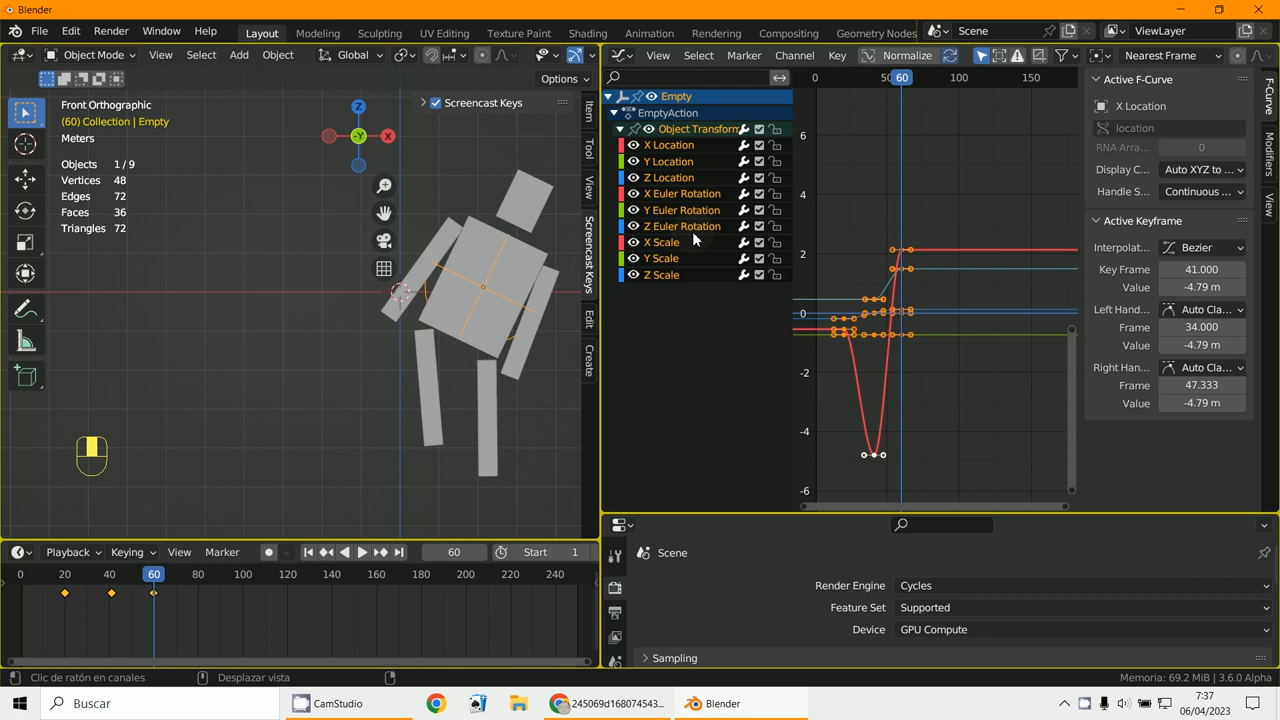 Blender
File Edit Render Window Help Layout Modeling Sculpting UV Editing Texture Paint Shading Animation Rendering Compositing Geometry Nodes Scene ViewLayer
Object Mode View Select Add Object Global
Options
Front Orthographic
(60) Collection | Empty
Meters
Objects 1 / 9
Vertices 48
Edges 72
Faces 36
Triangles 72
Screencast Keys
Z
-Y
X
Item
Tool
View
Screencast Keys
Edit
Create
View Select Marker Channel Key Normalize Nearest Frame
0 50 60 100 150
6
4
2
0
-2
-4
-6
Empty
EmptyAction
Object Transform
X Location
Y Location
Z Location
X Euler Rotation
Y Euler Rotation
Z Euler Rotation
X Scale
Y Scale
Z Scale
Active F-Curve
X Location
location
RNA Arra... 0
Display C... Auto XYZ to ...
Handle S... Continuous ...
Active Keyframe
Interpolat... Bezier
Key Frame 41.000
Value -4.79 m
Left Hand... Auto Cla...
Frame 34.000
Value -4.79 m
Right Han... Auto Cla...
Frame 47.333
Value -4.79 m
F-Curve
Modifiers
View
Playback Keying View Marker 60 Start 1
0 20 40 60 80 100 120 140 160 180 200 220 240
Scene
Render Engine Cycles
Feature Set Supported
Device GPU Compute
Sampling
Clic de ratón en canales Desplazar vista Memoria: 69.2 MiB | 3.6.0 Alpha
Buscar CamStudio 245069d168074543... Blender
7:37
06/04/2023